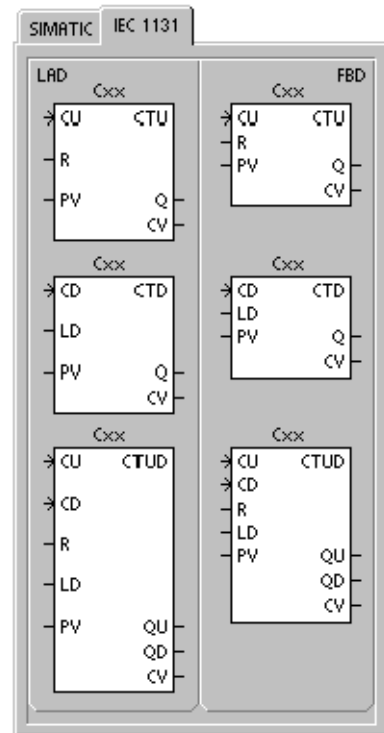 SIMATIC IEC 1131
LAD
Cxx
CU CTU
R
PV Q
CV
Cxx
CD CTD
LD
PV Q
CV
Cxx
CU CTUD
CD
R
LD
PV QU
QD
CV
FBD
Cxx
CU CTU
R
PV Q
CV
Cxx
CD CTD
LD
PV Q
CV
Cxx
CU CTUD
CD
R
LD
PV QU
QD
CV